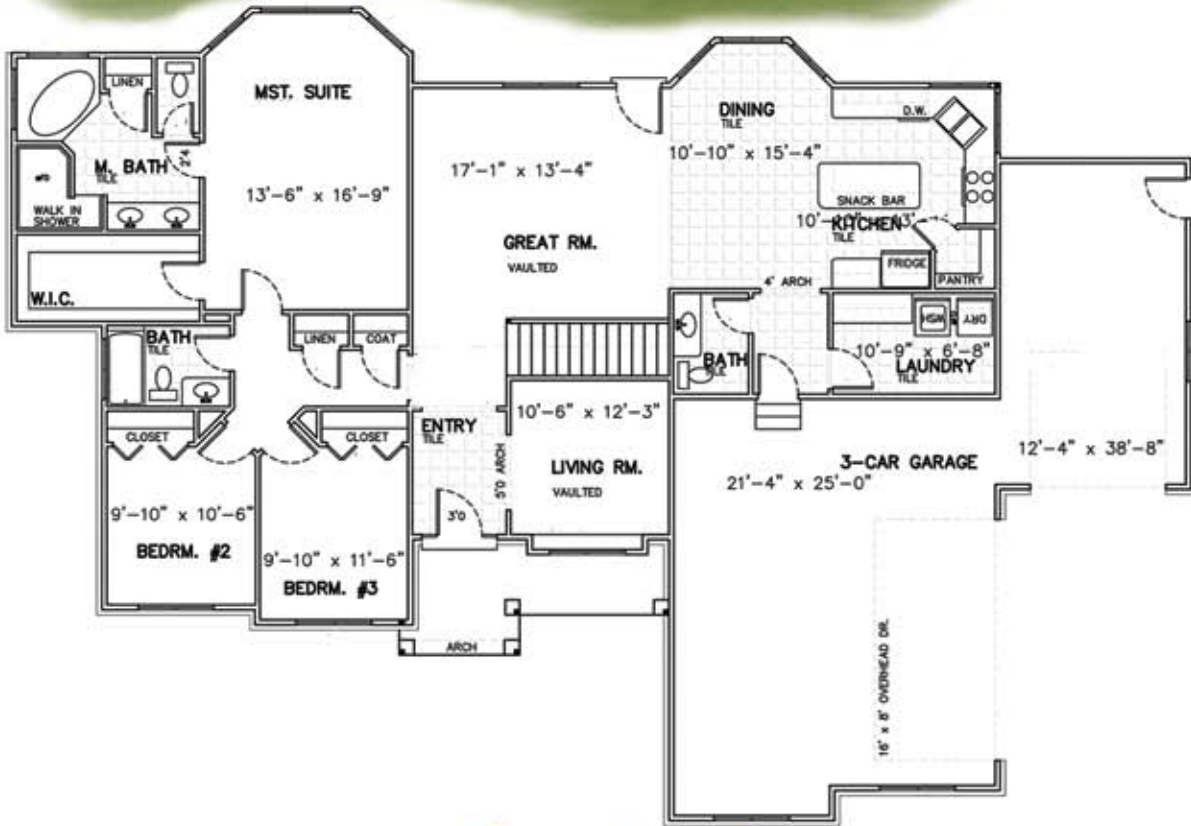 LINEN
MST. SUITE
13'-6" x 16'-9"
M. BATH
TILE
2'4
WALK IN
SHOWER
W.I.C.
17'-1" x 13'-4"
GREAT RM.
VAULTED
DINING
TILE
10'-10" x 15'-4"
D.W.
SNACK BAR
KITCHEN
TILE
FRIDGE
PANTRY
4' ARCH
BATH
TILE
LINEN
COAT
BATH
TILE
WSH
DRY
10'-9" x 6'-8"
LAUNDRY
TILE
CLOSET
CLOSET
ENTRY
TILE
3'0
5'0 ARCH
10'-6" x 12'-3"
LIVING RM.
VAULTED
9'-10" x 10'-6"
BEDRM. #2
9'-10" x 11'-6"
BEDRM. #3
ARCH
3-CAR GARAGE
21'-4" x 25'-0"
12'-4" x 38'-8"
16' x 8' OVERHEAD DR.